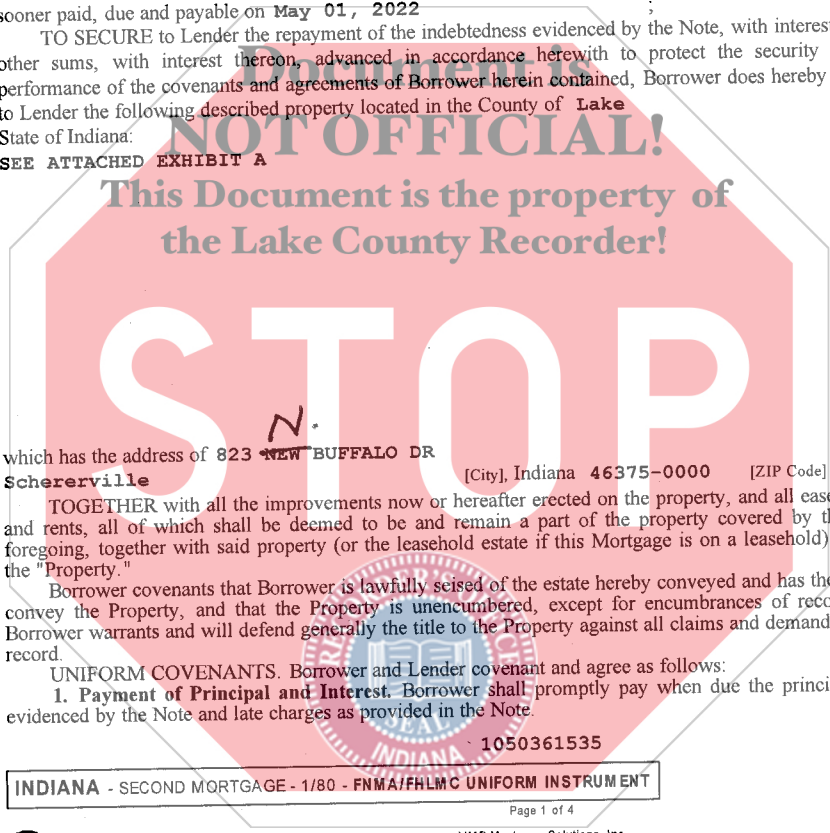 sooner paid, due and payable on May 01, 2022 ;
TO SECURE to Lender the repayment of the indebtedness evidenced by the Note, with interest
other sums, with interest thereon, advanced in accordance herewith to protect the security
Document is
performance of the covenants and agreements of Borrower herein contained, Borrower does hereby
to Lender the following described property located in the County of Lake
NOT OFFICIAL!
State of Indiana:
SEE ATTACHED EXHIBIT A
This Document is the property of
the Lake County Recorder!
STOP
N.
which has the address of 823 NEW BUFFALO DR
Schererville [City], Indiana 46375-0000 [ZIP Code]
TOGETHER with all the improvements now or hereafter erected on the property, and all ease
and rents, all of which shall be deemed to be and remain a part of the property covered by th
foregoing, together with said property (or the leasehold estate if this Mortgage is on a leasehold)
the "Property."
Borrower covenants that Borrower is lawfully seised of the estate hereby conveyed and has the
convey the Property, and that the Property is unencumbered, except for encumbrances of reco
Borrower warrants and will defend generally the title to the Property against all claims and demand
record.
UNIFORM COVENANTS. Borrower and Lender covenant and agree as follows:
1. Payment of Principal and Interest. Borrower shall promptly pay when due the princi
evidenced by the Note and late charges as provided in the Note.
SEAL
INDIANA
1050361535
INDIANA - SECOND MORTGAGE - 1/80 - FNMA/FHLMC UNIFORM INSTRUMENT
Page 1 of 4